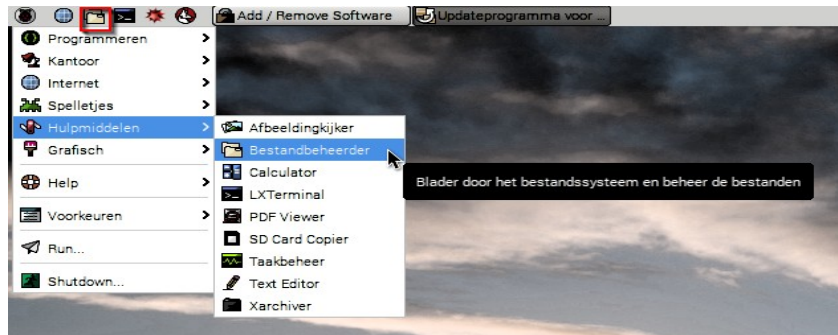 Add / Remove Software
Updateprogramma voor ...
Programmeren
Kantoor
Internet
Spelletjes
Hulpmiddelen
Grafisch
Help
Voorkeuren
Run...
Shutdown...
Afbeeldingkijker
Bestandbeheerder
Calculator
LXTerminal
PDF Viewer
SD Card Copier
Taakbeheer
Text Editor
Xarchiver
Blader door het bestandssysteem en beheer de bestanden